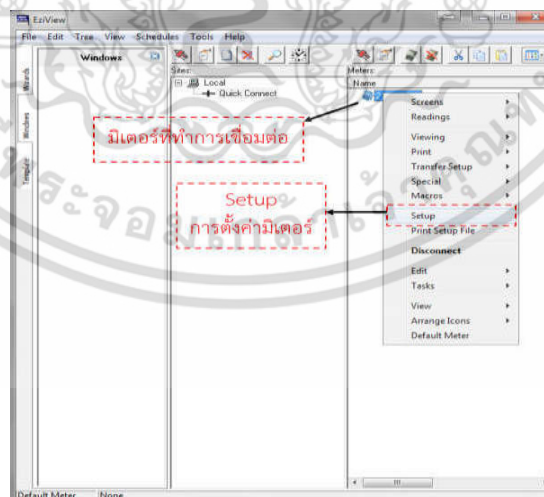 EziView
File Edit Tree View Schedules Tools Help
Windows
Wizards
Windows
Template
Sites:
Local
Quick Connect
Meters:
Name
มิเตอร์ที่ทำการเชื่อมต่อ
Setup
การตั้งค่ามิเตอร์
Screens
Readings
Viewing
Print
Transfer Setup
Special
Macros
Setup
Print Setup File
Disconnect
Edit
Tasks
View
Arrange Icons
Default Meter
Default Meter None